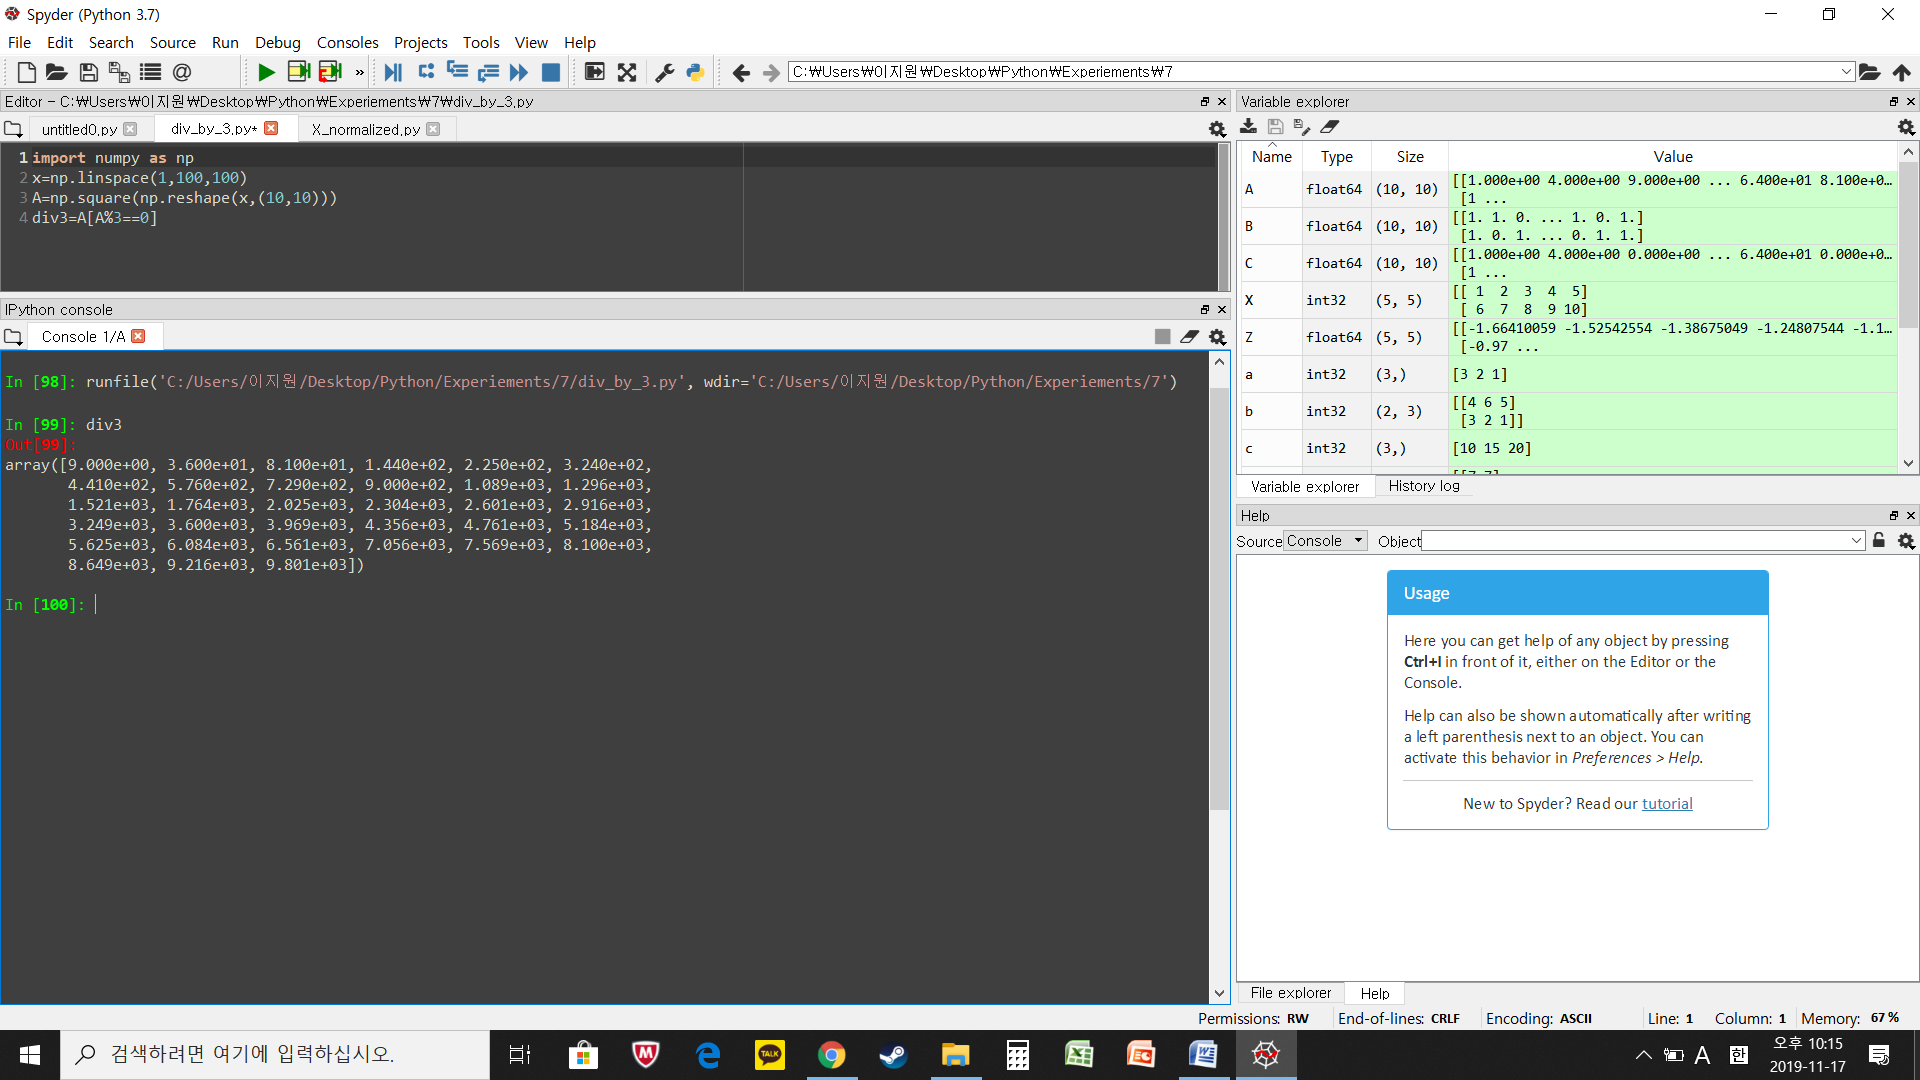 Spyder (Python 3.7)
File Edit Search Source Run Debug Consoles Projects Tools View Help
C:₩Users₩이지원₩Desktop₩Python₩Experiements₩7
Editor - C:₩Users₩이지원₩Desktop₩Python₩Experiements₩7₩div_by_3.py
untitled0.py div_by_3.py* X_normalized.py
1 import numpy as np
2 x=np.linspace(1,100,100)
3 A=np.square(np.reshape(x,(10,10)))
4 div3=A[A%3==0]
IPython console
Console 1/A
In [98]: runfile('C:/Users/이지원/Desktop/Python/Experiements/7/div_by_3.py', wdir='C:/Users/이지원/Desktop/Python/Experiements/7')
In [99]: div3
Out[99]:
array([9.000e+00, 3.600e+01, 8.100e+01, 1.440e+02, 2.250e+02, 3.240e+02,
4.410e+02, 5.760e+02, 7.290e+02, 9.000e+02, 1.089e+03, 1.296e+03,
1.521e+03, 1.764e+03, 2.025e+03, 2.304e+03, 2.601e+03, 2.916e+03,
3.249e+03, 3.600e+03, 3.969e+03, 4.356e+03, 4.761e+03, 5.184e+03,
5.625e+03, 6.084e+03, 6.561e+03, 7.056e+03, 7.569e+03, 8.100e+03,
8.649e+03, 9.216e+03, 9.801e+03])
In [100]:
Variable explorer
Name Type Size Value
A float64 (10, 10) [[1.000e+00 4.000e+00 9.000e+00 ... 6.400e+01 8.100e+0…
[1 ...
B float64 (10, 10) [[1. 1. 0. ... 1. 0. 1.]
[1. 0. 1. ... 0. 1. 1.]
C float64 (10, 10) [[1.000e+00 4.000e+00 0.000e+00 ... 6.400e+01 0.000e+0…
[1 ...
X int32 (5, 5) [[ 1 2 3 4 5]
[ 6 7 8 9 10]
Z float64 (5, 5) [[-1.66410059 -1.52542554 -1.38675049 -1.24807544 -1.1…
[-0.97 ...
a int32 (3,) [3 2 1]
b int32 (2, 3) [[4 6 5]
[3 2 1]]
c int32 (3,) [10 15 20]
Variable explorer History log
Help
Source Console Object
Usage
Here you can get help of any object by pressing
Ctrl+I in front of it, either on the Editor or the
Console.
Help can also be shown automatically after writing
a left parenthesis next to an object. You can
activate this behavior in Preferences > Help.
New to Spyder? Read our tutorial
File explorer Help
Permissions: RW End-of-lines: CRLF Encoding: ASCII Line: 1 Column: 1 Memory: 67 %
검색하려면 여기에 입력하십시오.
TALK
A 한
오후 10:15
2019-11-17